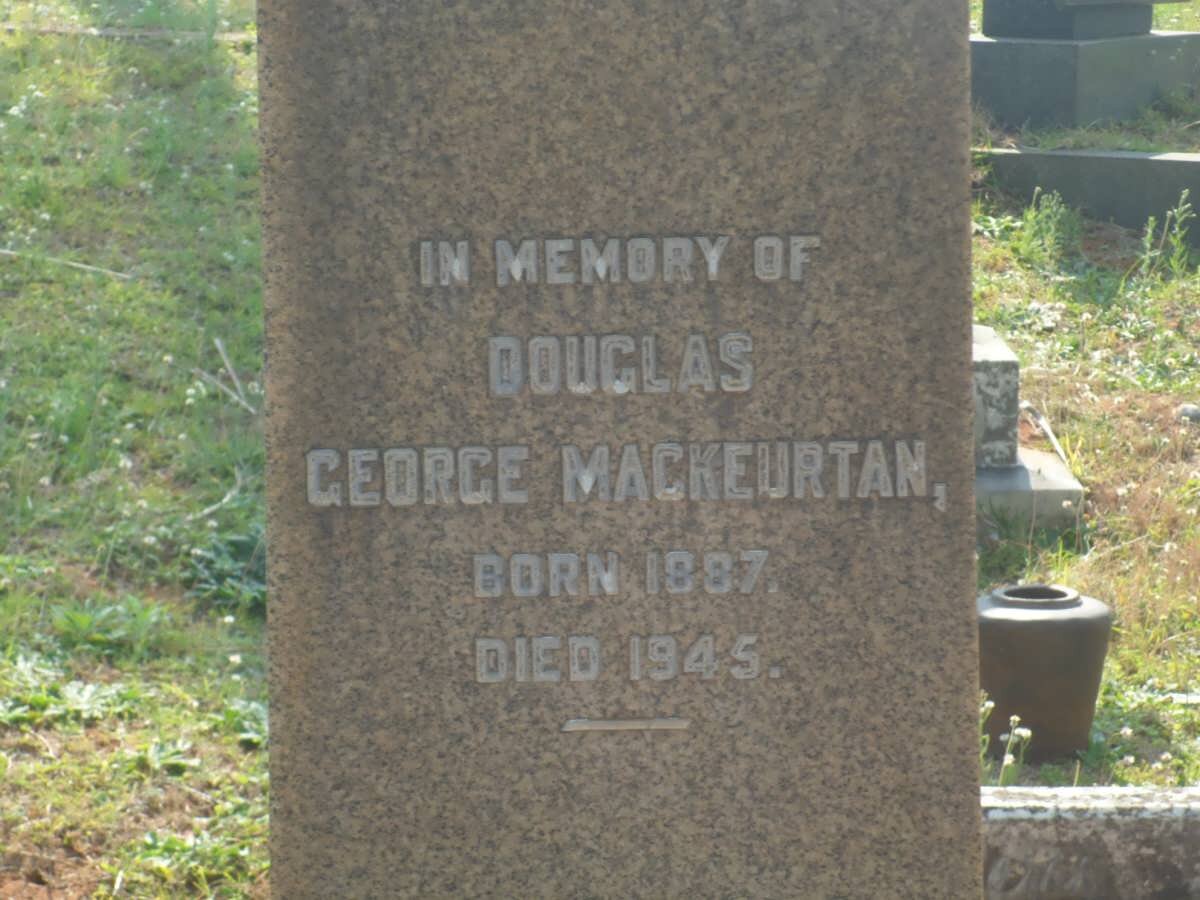 IN MEMORY OF
DOUGLAS
GEORGE MACKEURTAN,
BORN 1887.
DIED 1945.